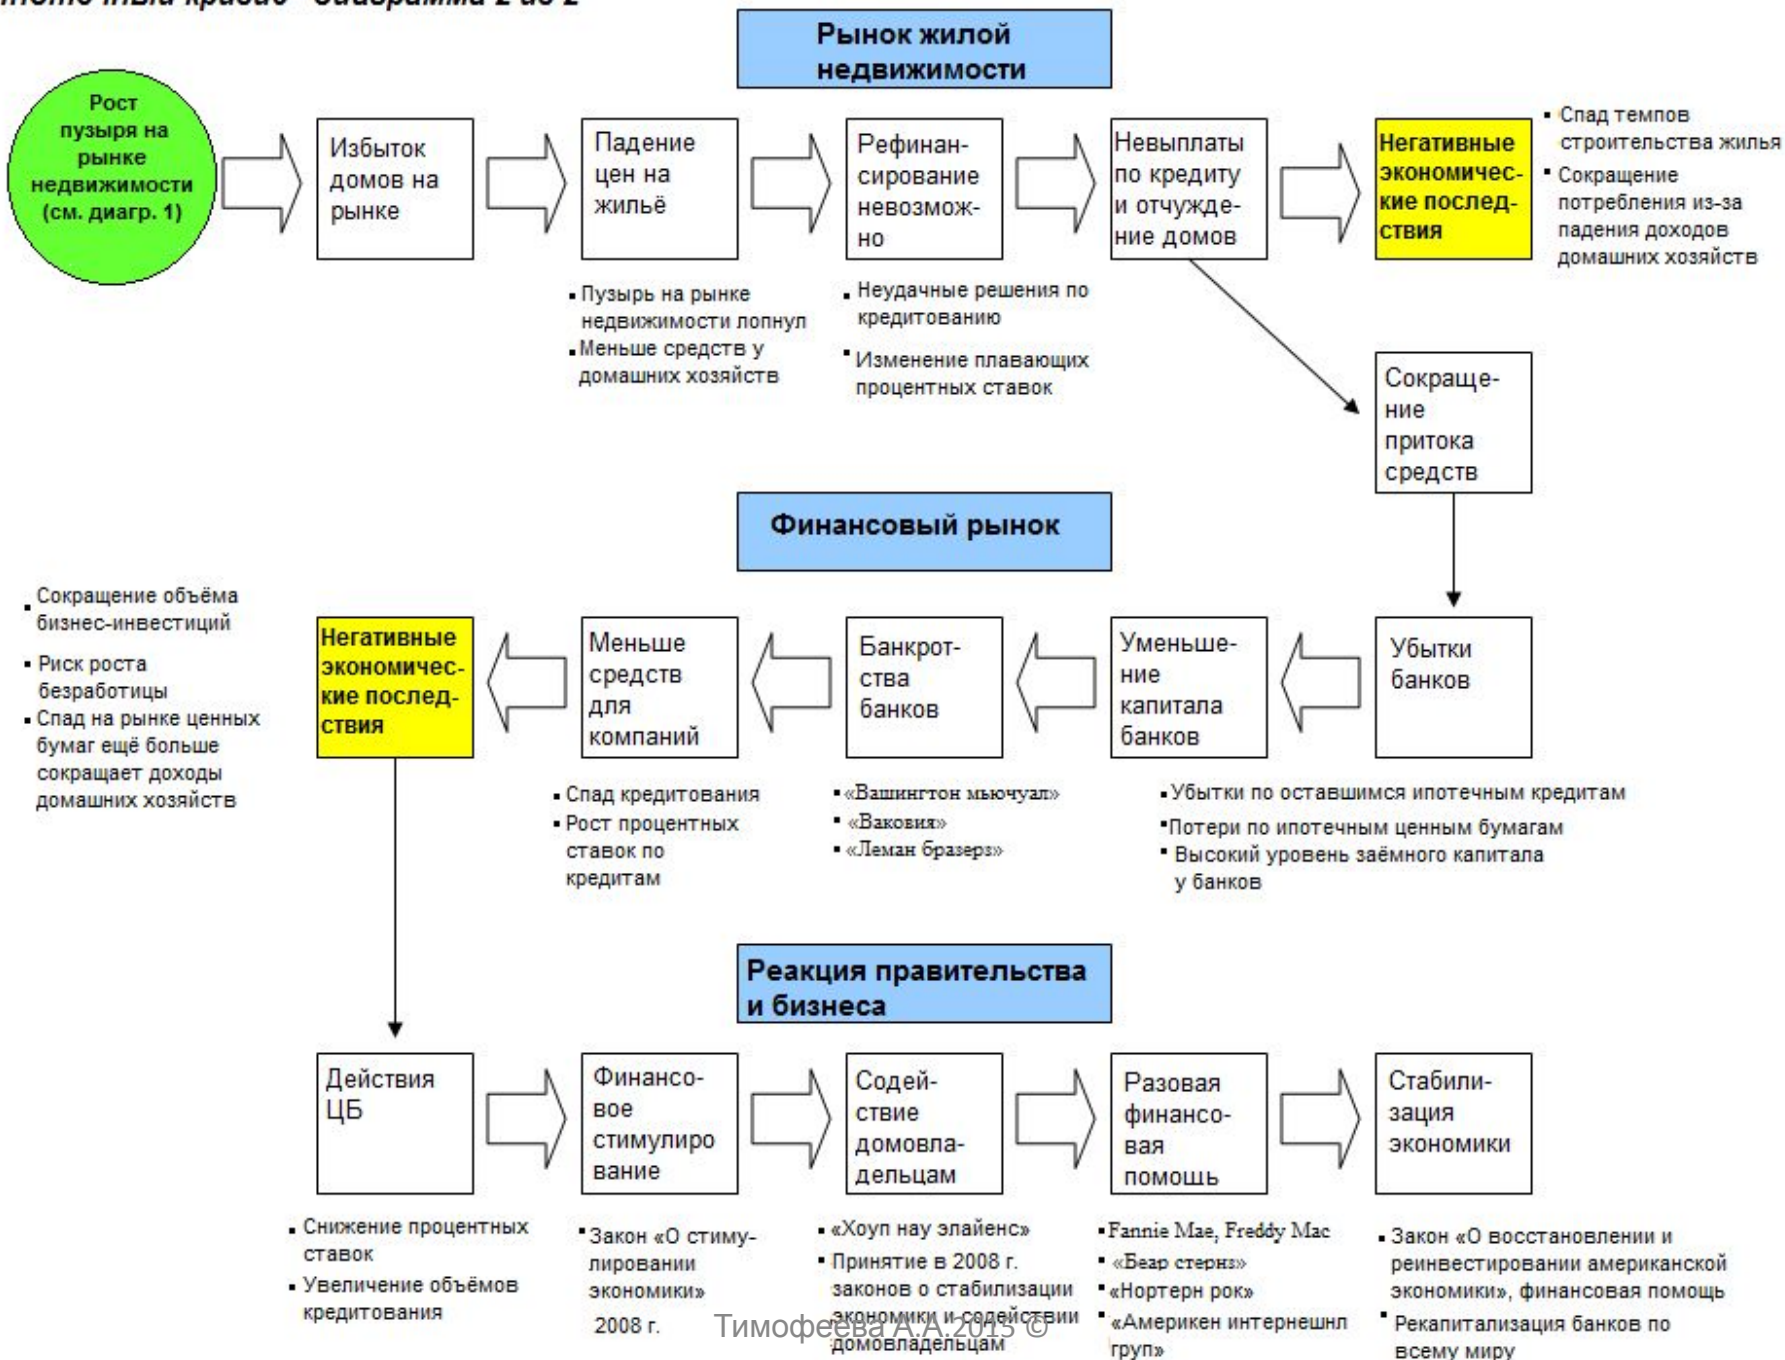 Рынок жилой
недвижимости
Рост
пузыря на
рынке
недвижимости
(см. диагр. 1)
Избыток
домов на
рынке
Падение
цен на
жильё
Рефинан-
сирование
невозмож-
но
Невыплаты
по кредиту
и отчужде-
ние домов
Негативные
экономичес-
кие послед-
ствия
▪ Спад темпов
строительства жилья
▪ Сокращение
потребления из-за
падения доходов
домашних хозяйств
▪ Пузырь на рынке
недвижимости лопнул
▪ Меньше средств у
домашних хозяйств
▪ Неудачные решения по
кредитованию
▪ Изменение плавающих
процентных ставок
Сокраще-
ние
притока
средств
Финансовый рынок
▪ Сокращение объёма
бизнес-инвестиций
▪ Риск роста
безработицы
▪ Спад на рынке ценных
бумаг ещё больше
сокращает доходы
домашних хозяйств
Негативные
экономичес-
кие послед-
ствия
Меньше
средств
для
компаний
Банкрот-
ства
банков
Уменьше-
ние
капитала
банков
Убытки
банков
▪ Спад кредитования
▪ Рост процентных
ставок по
кредитам
▪ «Вашингтон мьючуал»
▪ «Ваковия»
▪ «Леман бразерз»
▪ Убытки по оставшимся ипотечным кредитам
▪ Потери по ипотечным ценным бумагам
▪ Высокий уровень заёмного капитала
у банков
Реакция правительства
и бизнеса
Действия
ЦБ
Финансо-
вое
стимулиро
вание
Содей-
ствие
домовла-
дельцам
Разовая
финансо-
вая
помощь
Стабили-
зация
экономики
▪ Снижение процентных
ставок
▪ Увеличение объёмов
кредитования
▪ Закон «О стиму-
лировании
экономики»
2008 г.
▪ «Хоуп нау элайенс»
▪ Принятие в 2008 г.
законов о стабилизации
экономики и содействии
домовладельцам
▪ Fannie Mae, Freddy Mac
▪ «Беар стернз»
▪ «Нортерн рок»
▪ «Америкен интернешнл
груп»
▪ Закон «О восстановлении и
реинвестировании американской
экономики», финансовая помощь
▪ Рекапитализация банков по
всему миру
Тимофеева А.А.2015 ©